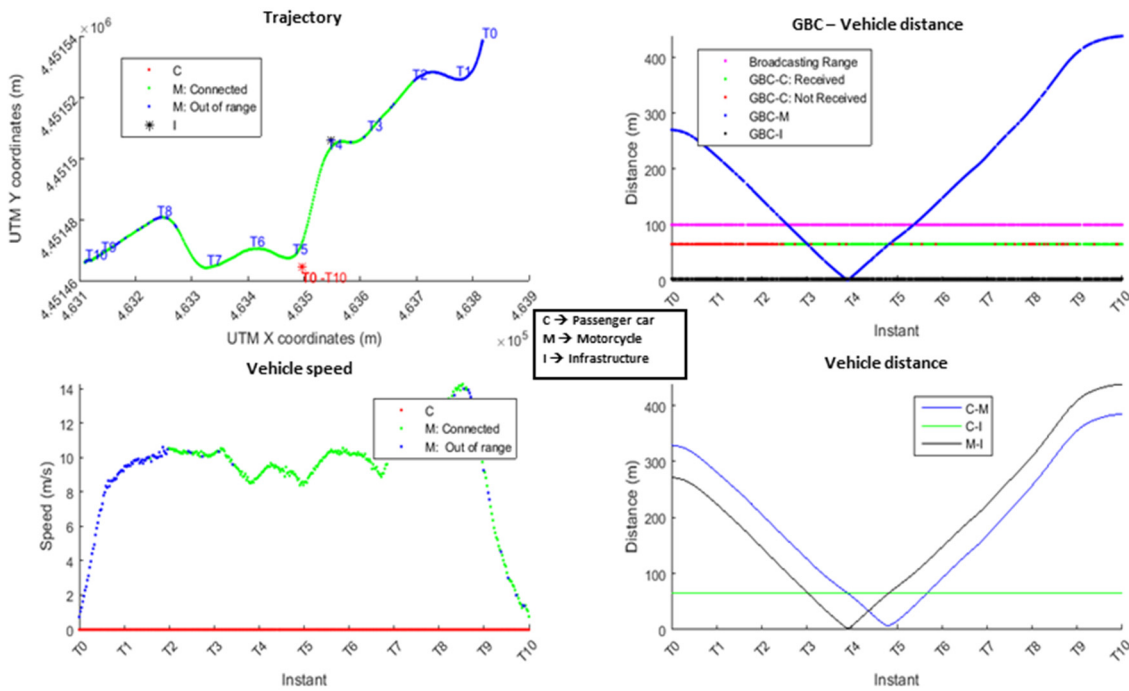 Trajectory
× 10^6
4.45154
4.45152
4.4515
4.45148
4.45146
UTM Y coordinates (m)
C
M: Connected
M: Out of range
I
T0
T1
T2
T3
T4
T5
T6
T7
T8
T9
T10
T0 -T10
4.631
4.632
4.633
4.634
4.635
4.636
4.637
4.638
4.639
UTM X coordinates (m)
× 10^5
GBC – Vehicle distance
400
300
200
100
0
Distance (m)
Broadcasting Range
GBC-C: Received
GBC-C: Not Received
GBC-M
GBC-I
T0 T1 T2 T3 T4 T5 T6 T7 T8 T9 T10
Instant
C → Passenger car
M → Motorcycle
I → Infrastructure
Vehicle speed
14
12
10
8
6
4
2
0
Speed (m/s)
C
M: Connected
M: Out of range
T0 T1 T2 T3 T4 T5 T6 T7 T8 T9 T10
Instant
Vehicle distance
400
300
200
100
0
Distance (m)
C-M
C-I
M-I
T0 T1 T2 T3 T4 T5 T6 T7 T8 T9 T10
Instant